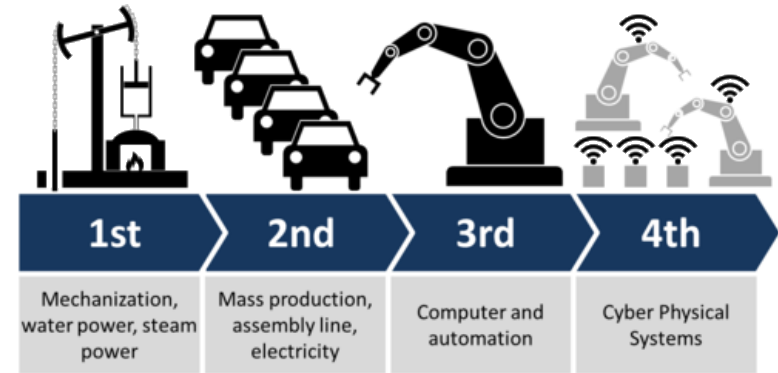 1st
2nd
3rd
4th
Mechanization,
water power, steam
power
Mass production,
assembly line,
electricity
Computer and
automation
Cyber Physical
Systems